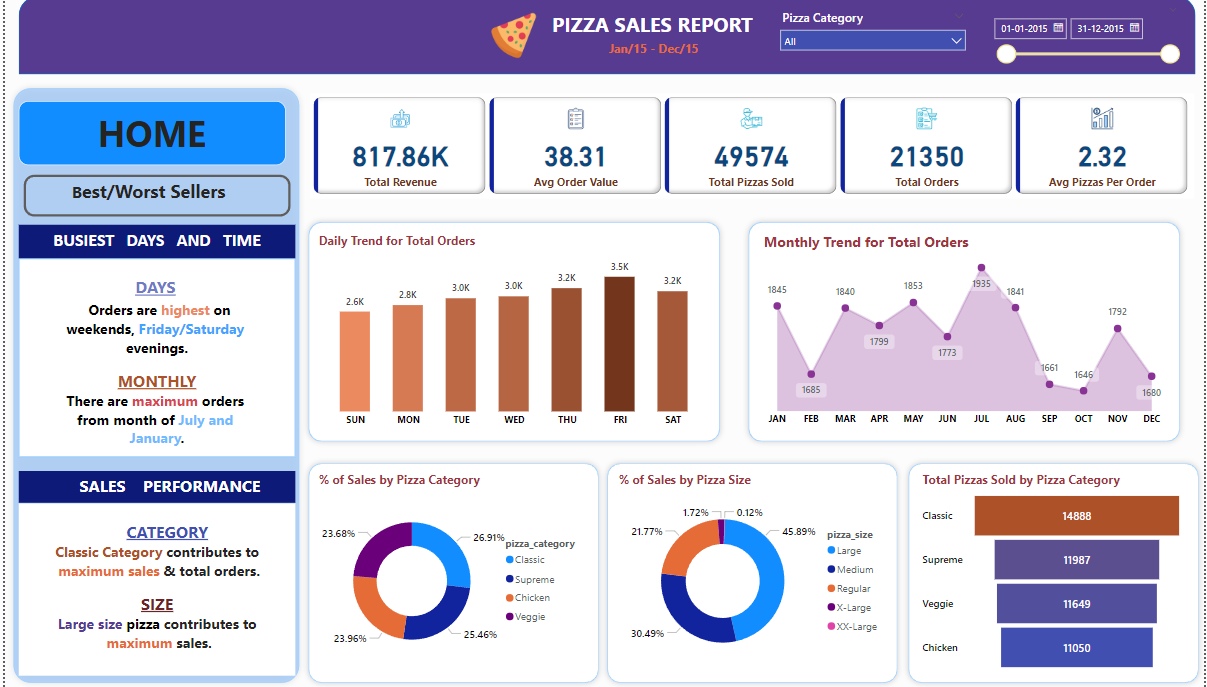 PIZZA SALES REPORT
Jan/15 - Dec/15
Pizza Category
All
01-01-2015
31-12-2015
HOME
Best/Worst Sellers
BUSIEST DAYS AND TIME
DAYS
Orders are highest on
weekends, Friday/Saturday
evenings.
MONTHLY
There are maximum orders
from month of July and
January.
SALES PERFORMANCE
CATEGORY
Classic Category contributes to
maximum sales & total orders.
SIZE
Large size pizza contributes to
maximum sales.
817.86K
Total Revenue
38.31
Avg Order Value
49574
Total Pizzas Sold
21350
Total Orders
2.32
Avg Pizzas Per Order
Daily Trend for Total Orders
2.6K
2.8K
3.0K
3.0K
3.2K
3.5K
3.2K
SUN
MON
TUE
WED
THU
FRI
SAT
Monthly Trend for Total Orders
1845
1685
1840
1799
1853
1773
1935
1841
1661
1646
1792
1680
JAN
FEB
MAR
APR
MAY
JUN
JUL
AUG
SEP
OCT
NOV
DEC
% of Sales by Pizza Category
26.91%
25.46%
23.96%
23.68%
pizza_category
Classic
Supreme
Chicken
Veggie
% of Sales by Pizza Size
45.89%
30.49%
21.77%
1.72%
0.12%
pizza_size
Large
Medium
Regular
X-Large
XX-Large
Total Pizzas Sold by Pizza Category
Classic 14888
Supreme 11987
Veggie 11649
Chicken 11050